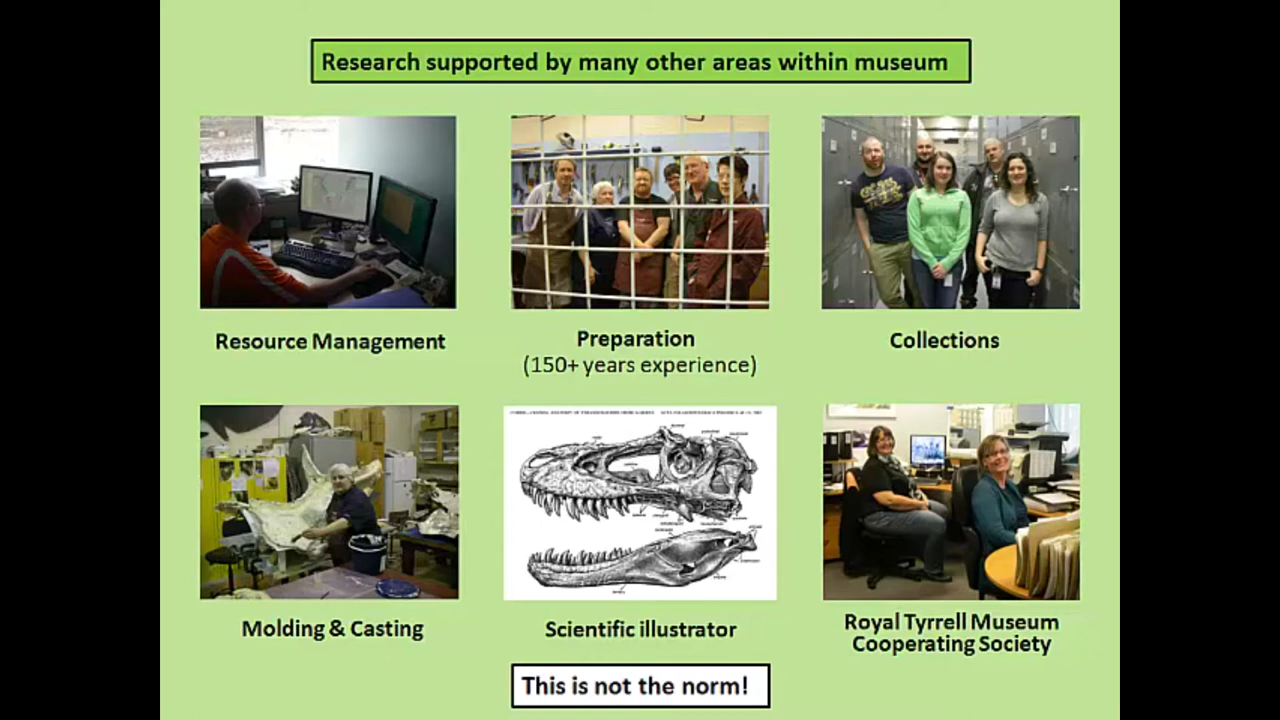 Research supported by many other areas within museum
Resource Management
Preparation
(150+ years experience)
Collections
Molding & Casting
Scientific illustrator
Royal Tyrrell Museum
Cooperating Society
This is not the norm!